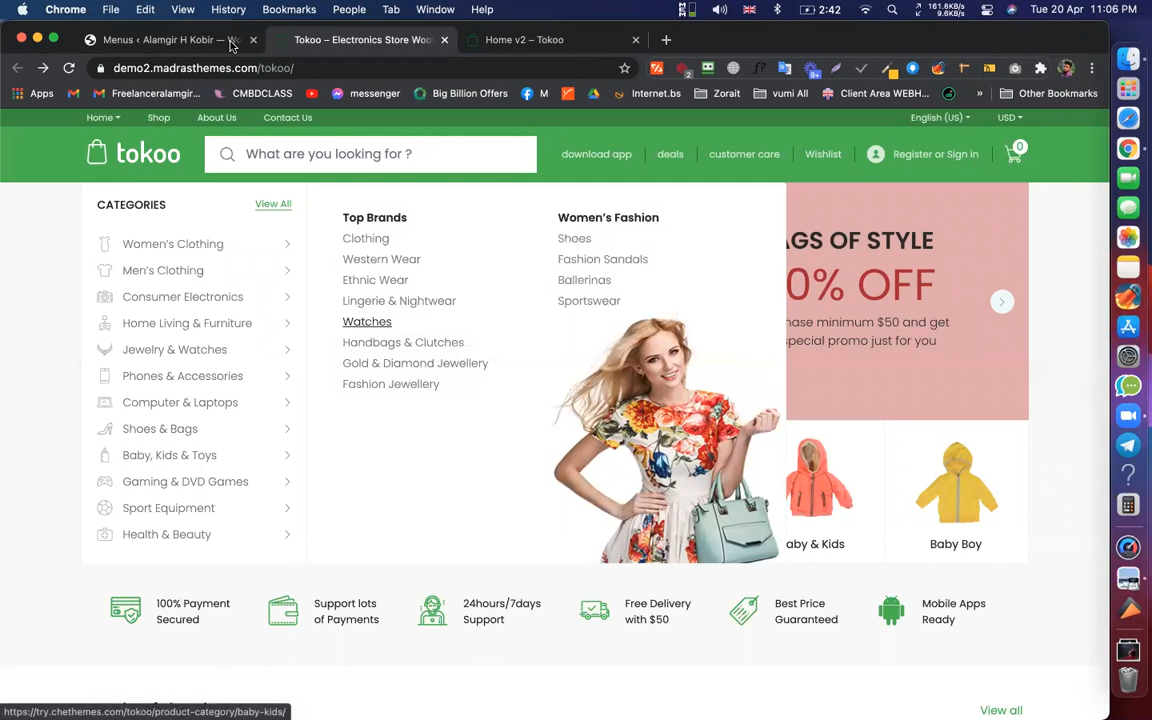 Chrome File Edit View History Bookmarks People Tab Window Help
2:42
161.8KB/s
9.6KB/s
Tue 20 Apr 11:06 PM
Menus ‹ Alamgir H Kobir — Wo
Tokoo – Electronics Store Woo
Home v2 – Tokoo
demo2.madrasthemes.com/tokoo/
Apps
Freelanceralamgir...
CMBDCLASS
messenger
Big Billion Offers
M
Internet.bs
Zorait
vumi All
Client Area WEBH...
»
Other Bookmarks
Home Shop About Us Contact Us
English (US) USD
tokoo
What are you looking for ?
download app deals customer care Wishlist Register or Sign in
0
CATEGORIES View All
Women's Clothing
Men's Clothing
Consumer Electronics
Home Living & Furniture
Jewelry & Watches
Phones & Accessories
Computer & Laptops
Shoes & Bags
Baby, Kids & Toys
Gaming & DVD Games
Sport Equipment
Health & Beauty
Top Brands
Clothing
Western Wear
Ethnic Wear
Lingerie & Nightwear
Watches
Handbags & Clutches
Gold & Diamond Jewellery
Fashion Jewellery
Women's Fashion
Shoes
Fashion Sandals
Ballerinas
Sportswear
AGS OF STYLE
0% OFF
hase minimum $50 and get
special promo just for you
aby & Kids
Baby Boy
100% Payment
Secured
Support lots
of Payments
24hours/7days
Support
Free Delivery
with $50
Best Price
Guaranteed
Mobile Apps
Ready
View all
https://try.chethemes.com/tokoo/product-category/baby-kids/